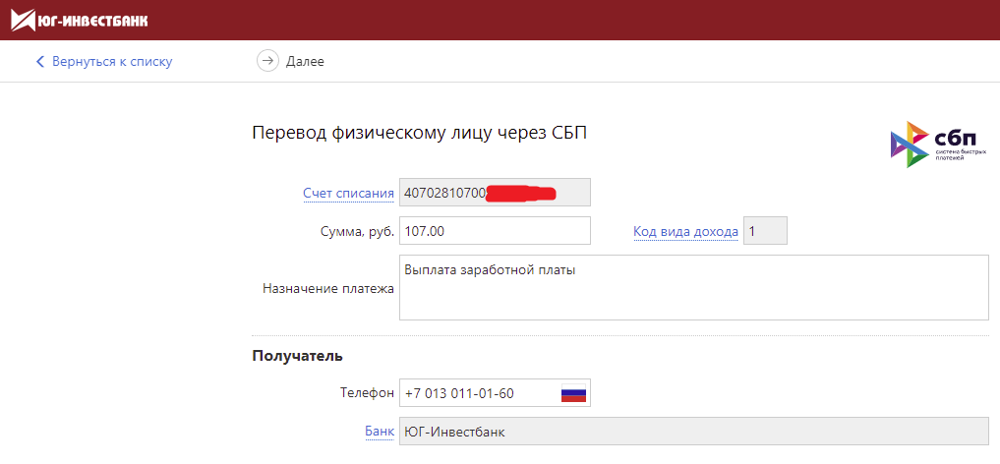 ЮГ-ИНВЕСТБАНК
Вернуться к списку Далее
Перевод физическому лицу через СБП
сбп
система быстрых
платежей
Счет списания 40702810700
Сумма, руб. 107.00 Код вида дохода 1
Назначение платежа Выплата заработной платы
Получатель
Телефон +7 013 011-01-60
Банк ЮГ-Инвестбанк